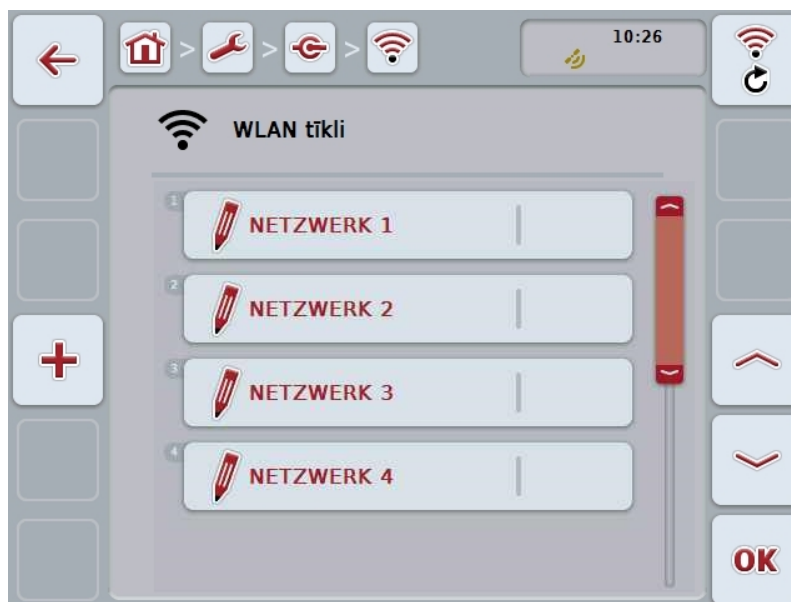 10:26
WLAN tīkli
1
NETZWERK 1
2
NETZWERK 2
3
NETZWERK 3
4
NETZWERK 4
OK